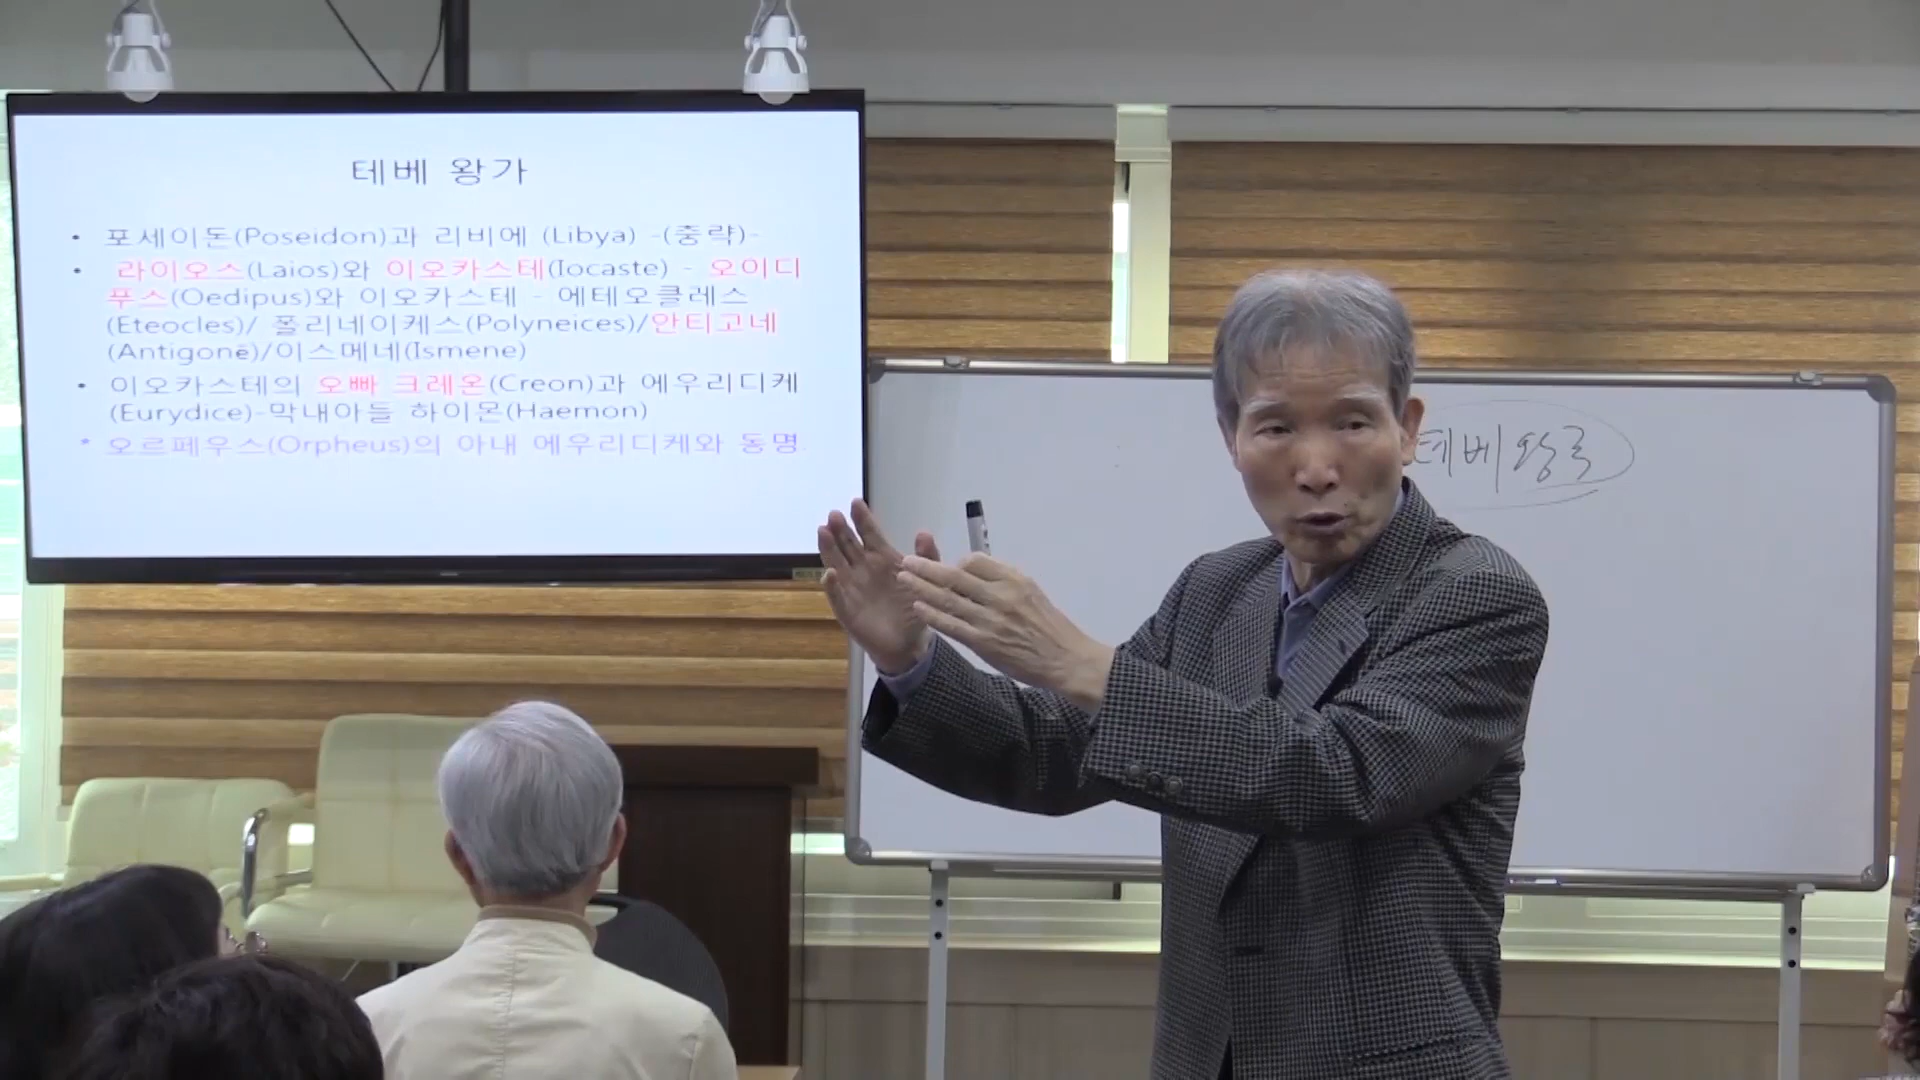 테베 왕가
• 포세이돈(Poseidon)과 리비에 (Libya) -(중략)-
• 라이오스(Laios)와 이오카스테(Iocaste) - 오이디
푸스(Oedipus)와 이오카스테 - 에테오클레스
(Eteocles)/ 폴리네이케스(Polyneices)/안티고네
(Antigonē)/이스메네(Ismene)
• 이오카스테의 오빠 크레온(Creon)과 에우리디케
(Eurydice)-막내아들 하이몬(Haemon)
* 오르페우스(Orpheus)의 아내 에우리디케와 동명
테베 왕국